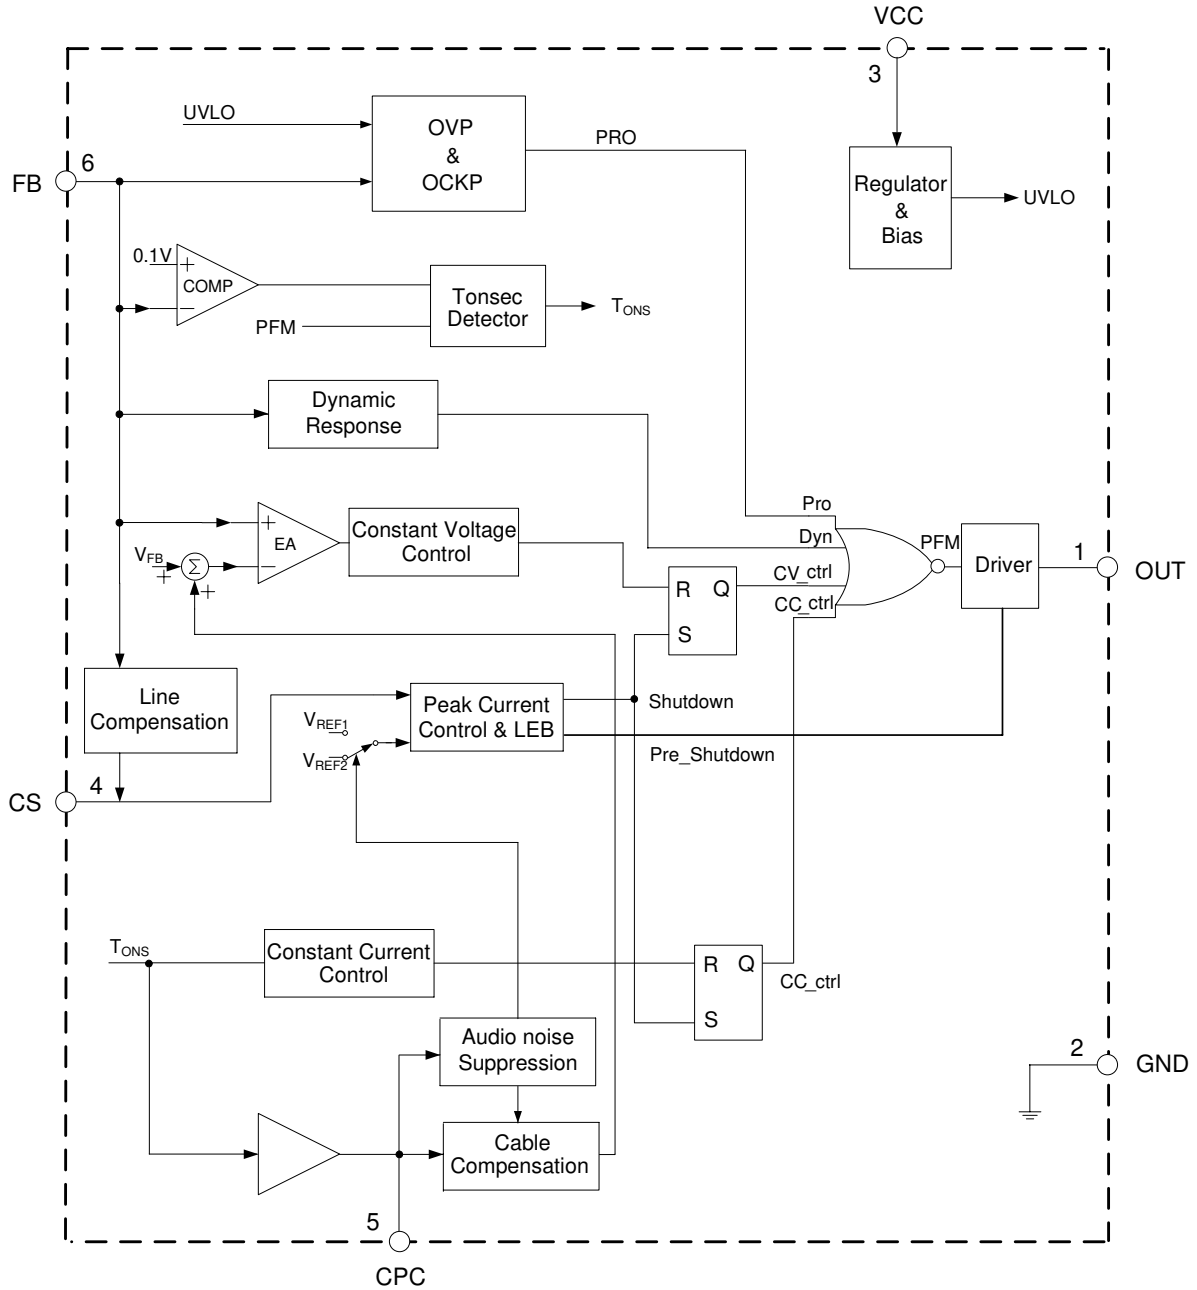 VCC
3
UVLO
OVP
&
OCKP
PRO
FB
6
Regulator
&
Bias
UVLO
0.1V
+
COMP
−
PFM
Tonsec
Detector
TONS
Dynamic
Response
Pro
Dyn
CV_ctrl
CC_ctrl
PFM
Driver
1
OUT
+
EA
−
VFB
+
Σ
+
Constant Voltage
Control
R Q
S
Line
Compensation
Peak Current
Control & LEB
VREF1
VREF2
Shutdown
Pre_Shutdown
CS
4
TONS
Constant Current
Control
R Q
S
CC_ctrl
Audio noise
Suppression
2
GND
Cable
Compensation
5
CPC